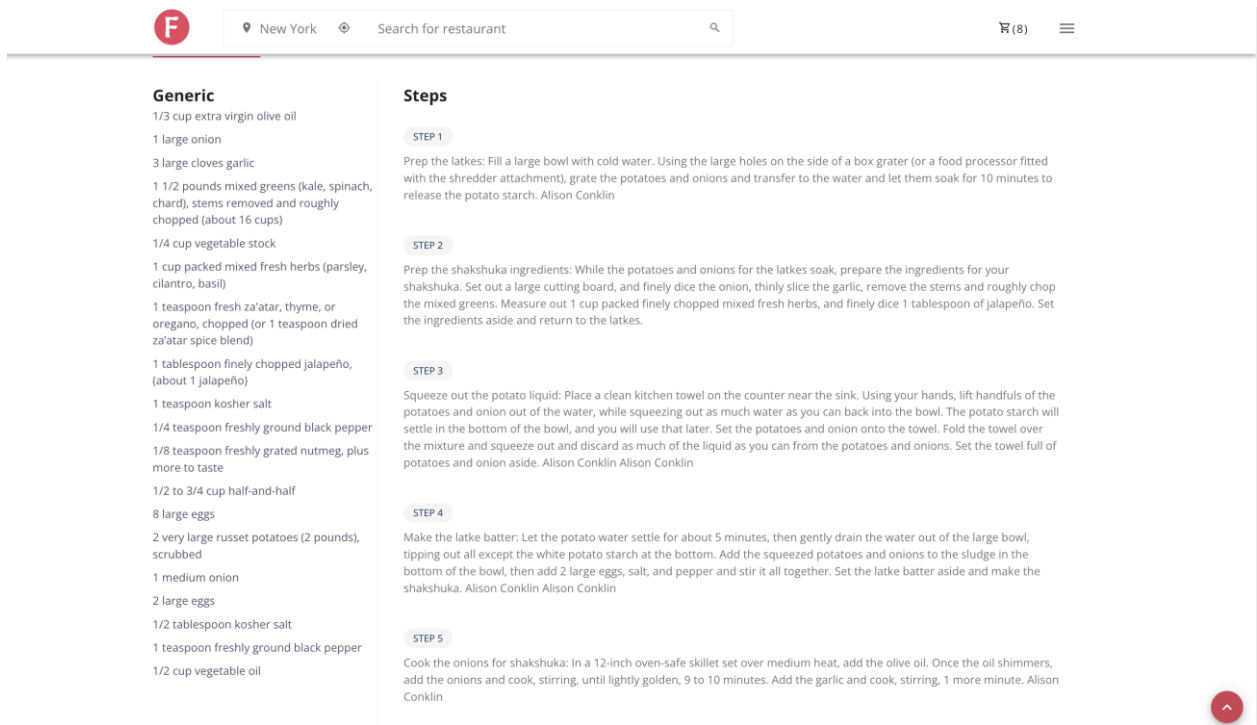 F
New York
Search for restaurant
(8)
Generic
1/3 cup extra virgin olive oil
1 large onion
3 large cloves garlic
1 1/2 pounds mixed greens (kale, spinach,
chard), stems removed and roughly
chopped (about 16 cups)
1/4 cup vegetable stock
1 cup packed mixed fresh herbs (parsley,
cilantro, basil)
1 teaspoon fresh za'atar, thyme, or
oregano, chopped (or 1 teaspoon dried
za'atar spice blend)
1 tablespoon finely chopped jalapeño,
(about 1 jalapeño)
1 teaspoon kosher salt
1/4 teaspoon freshly ground black pepper
1/8 teaspoon freshly grated nutmeg, plus
more to taste
1/2 to 3/4 cup half-and-half
8 large eggs
2 very large russet potatoes (2 pounds),
scrubbed
1 medium onion
2 large eggs
1/2 tablespoon kosher salt
1 teaspoon freshly ground black pepper
1/2 cup vegetable oil
Steps
STEP 1
Prep the latkes: Fill a large bowl with cold water. Using the large holes on the side of a box grater (or a food processor fitted
with the shredder attachment), grate the potatoes and onions and transfer to the water and let them soak for 10 minutes to
release the potato starch. Alison Conklin
STEP 2
Prep the shakshuka ingredients: While the potatoes and onions for the latkes soak, prepare the ingredients for your
shakshuka. Set out a large cutting board, and finely dice the onion, thinly slice the garlic, remove the stems and roughly chop
the mixed greens. Measure out 1 cup packed finely chopped mixed fresh herbs, and finely dice 1 tablespoon of jalapeño. Set
the ingredients aside and return to the latkes.
STEP 3
Squeeze out the potato liquid: Place a clean kitchen towel on the counter near the sink. Using your hands, lift handfuls of the
potatoes and onion out of the water, while squeezing out as much water as you can back into the bowl. The potato starch will
settle in the bottom of the bowl, and you will use that later. Set the potatoes and onion onto the towel. Fold the towel over
the mixture and squeeze out and discard as much of the liquid as you can from the potatoes and onions. Set the towel full of
potatoes and onion aside. Alison Conklin Alison Conklin
STEP 4
Make the latke batter: Let the potato water settle for about 5 minutes, then gently drain the water out of the large bowl,
tipping out all except the white potato starch at the bottom. Add the squeezed potatoes and onions to the sludge in the
bottom of the bowl, then add 2 large eggs, salt, and pepper and stir it all together. Set the latke batter aside and make the
shakshuka. Alison Conklin Alison Conklin
STEP 5
Cook the onions for shakshuka: In a 12-inch oven-safe skillet set over medium heat, add the olive oil. Once the oil shimmers,
add the onions and cook, stirring, until lightly golden, 9 to 10 minutes. Add the garlic and cook, stirring, 1 more minute. Alison
Conklin